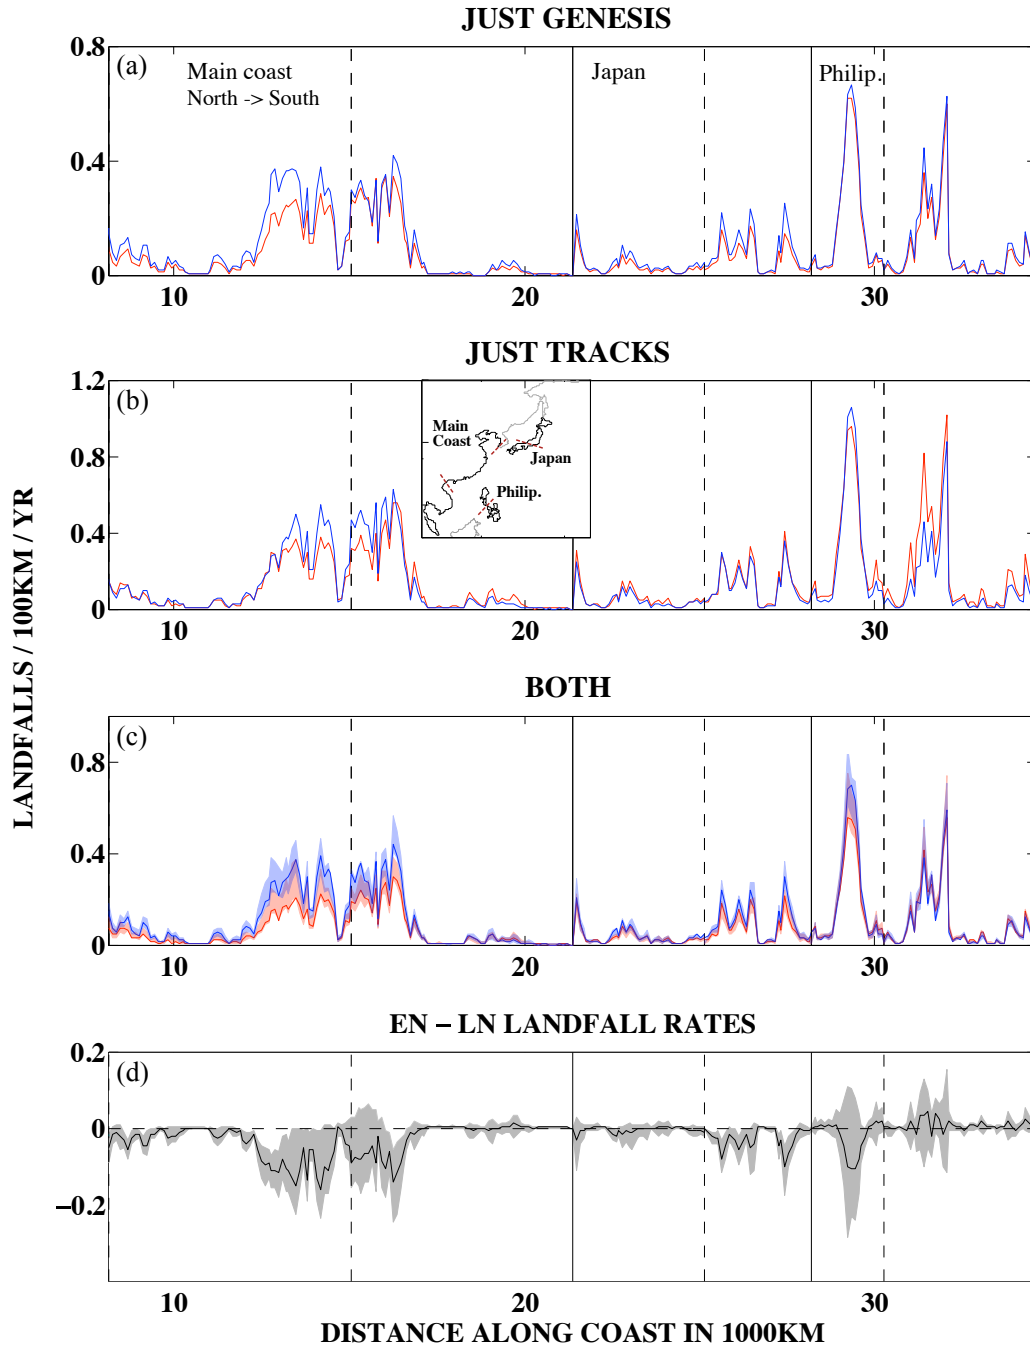 JUST GENESIS
(a)
Main coast
North -> South
Japan
Philip.
0.8
0.4
0
10
20
30
JUST TRACKS
(b)
Main
Coast
Japan
Philip.
1.2
0.8
0.4
0
10
20
30
BOTH
(c)
0.8
0.4
0
10
20
30
EN – LN LANDFALL RATES
(d)
0.2
0
−0.2
10
20
30
LANDFALLS / 100KM / YR
DISTANCE ALONG COAST IN 1000KM